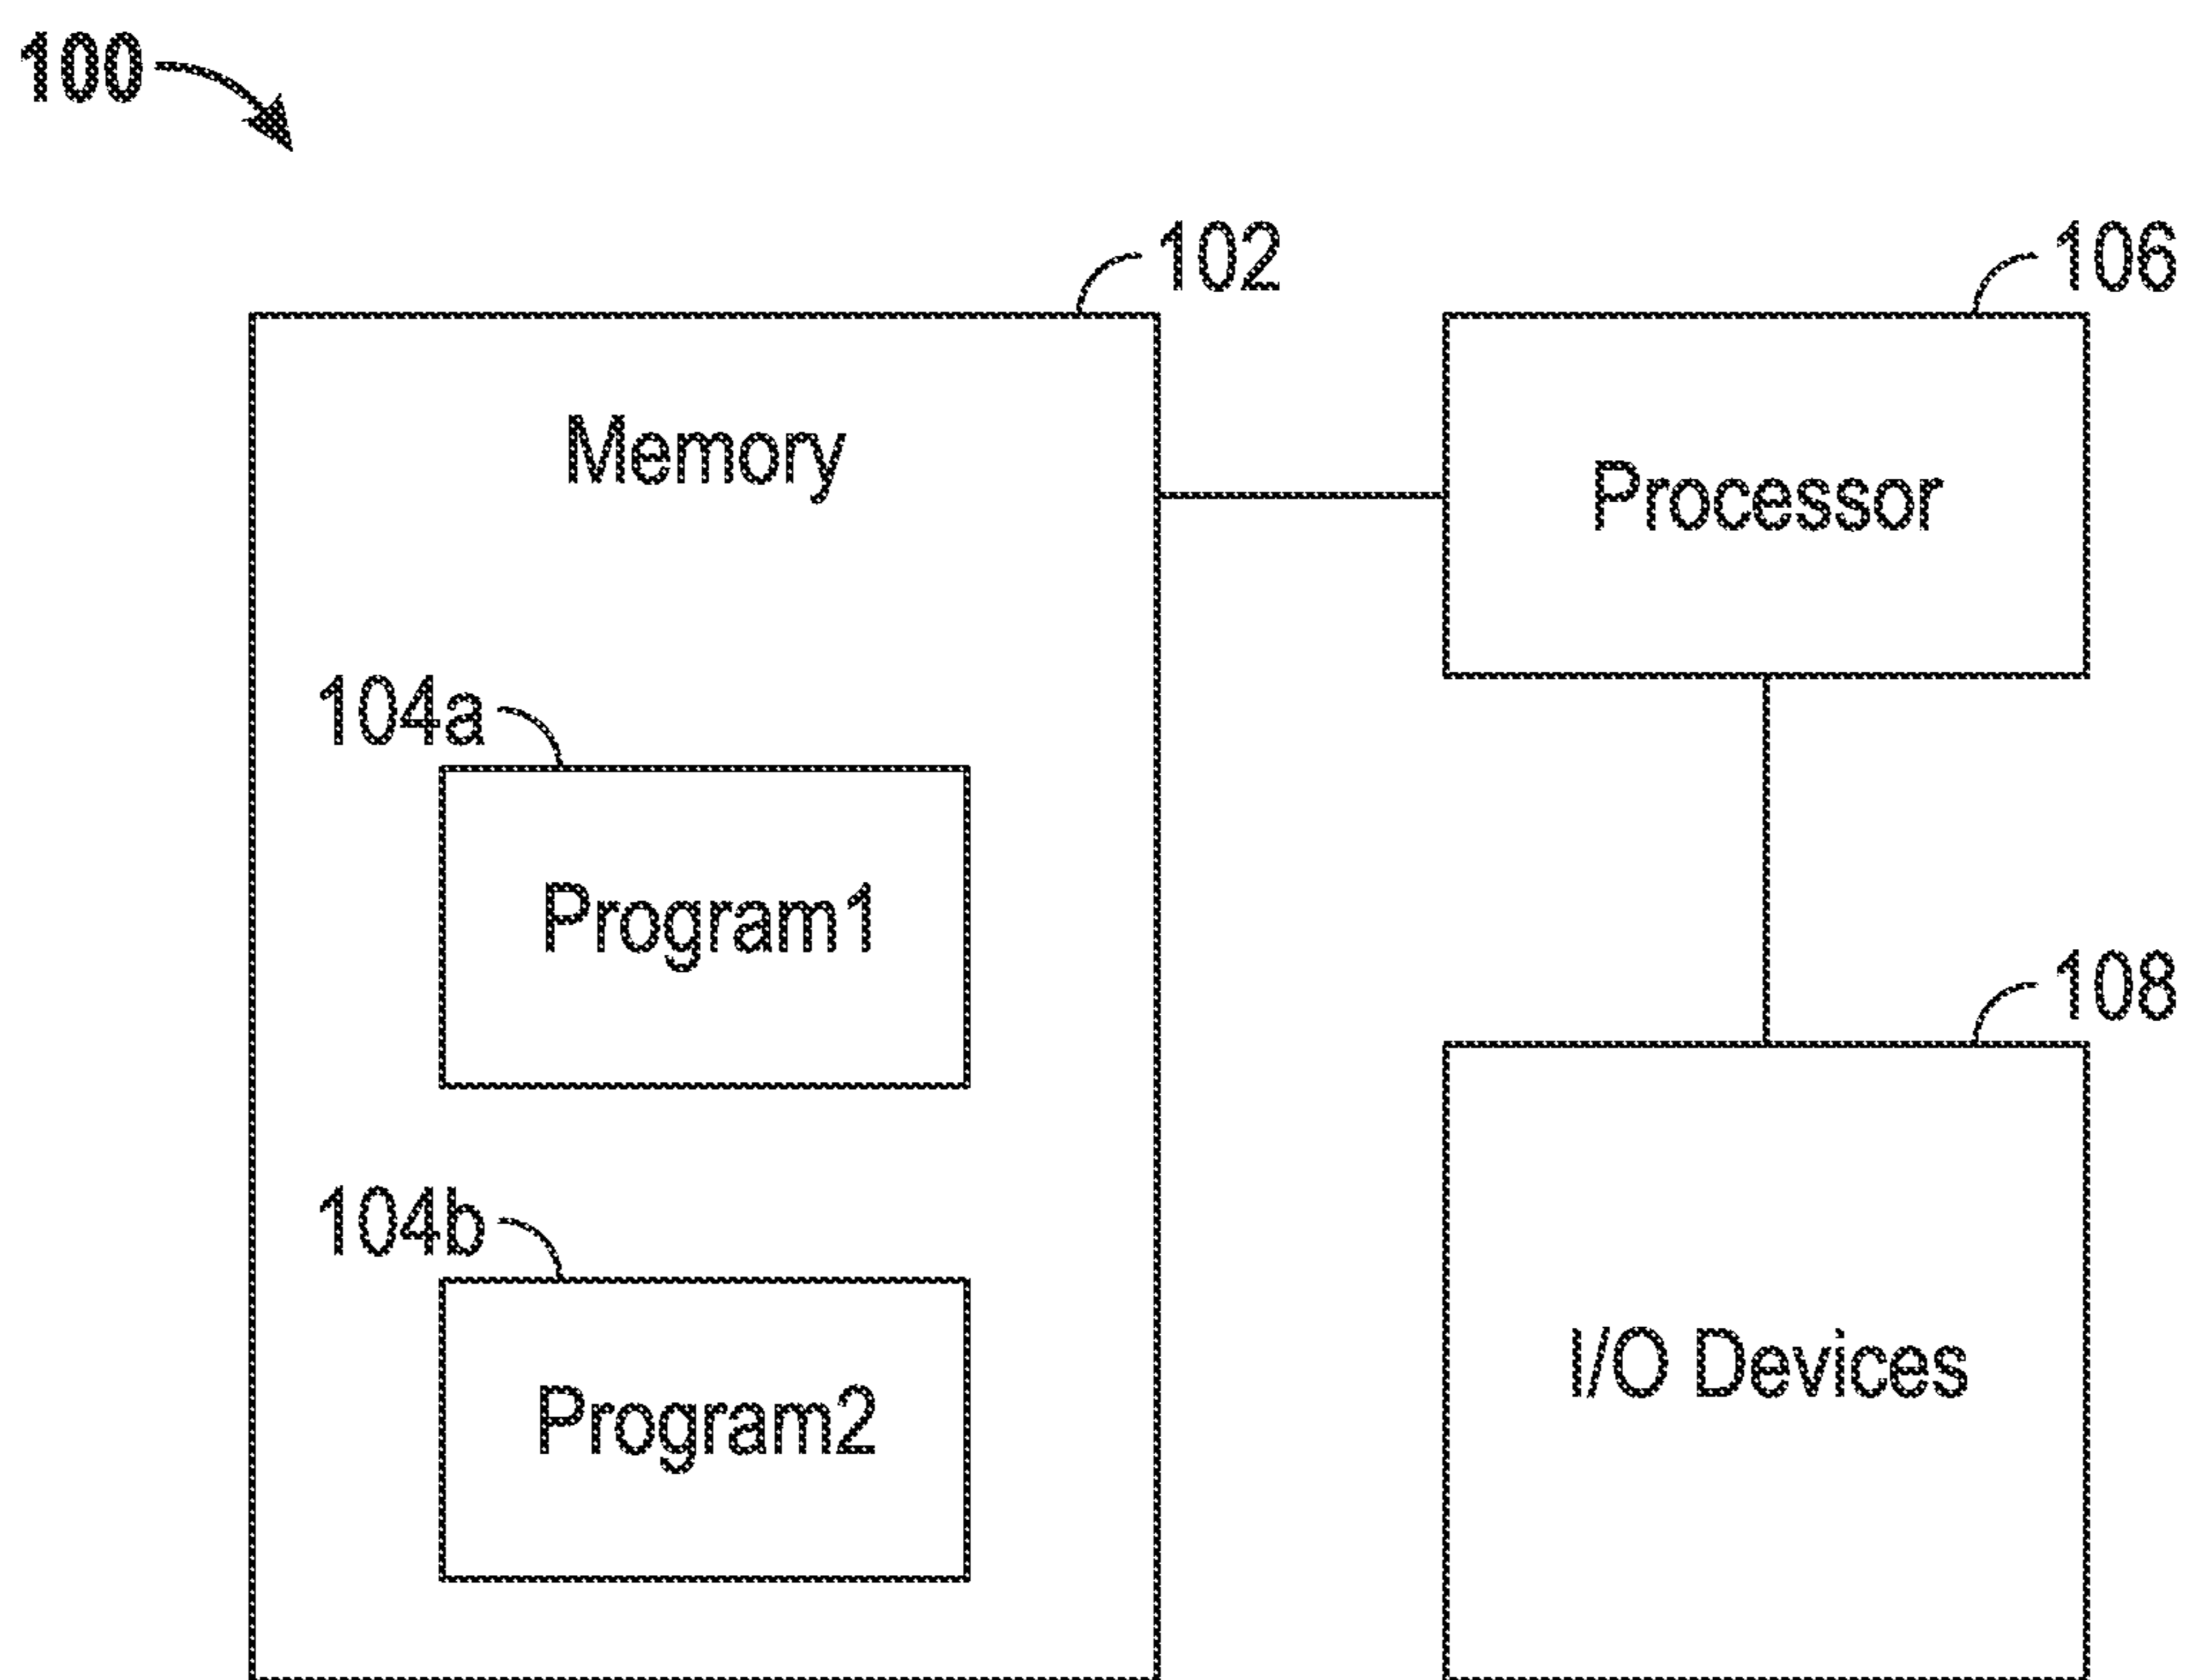 100
102
106
Memory
Processor
104a
Program1
108
104b
I/O Devices
Program2